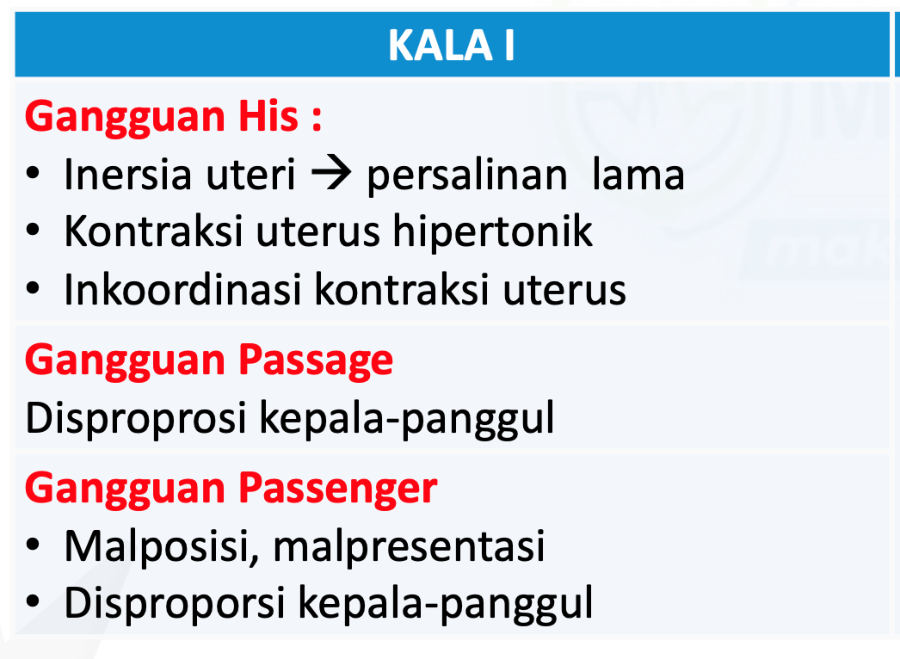 KALA I
Gangguan His :
• Inersia uteri → persalinan lama
• Kontraksi uterus hipertonik
• Inkoordinasi kontraksi uterus
Gangguan Passage
Disproprosi kepala-panggul
Gangguan Passenger
• Malposisi, malpresentasi
• Disproporsi kepala-panggul